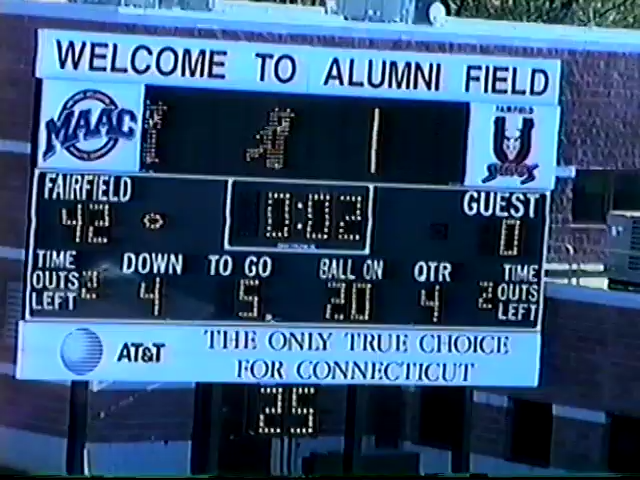 WELCOME TO ALUMNI FIELD
MAAC
FAIRFIELD
FAIRFIELD
42
0:02
GUEST
0
TIME OUTS LEFT
DOWN 4
TO GO 5
BALL ON 20
QTR 4
TIME OUTS LEFT 2
AT&T
THE ONLY TRUE CHOICE
FOR CONNECTICUT
25